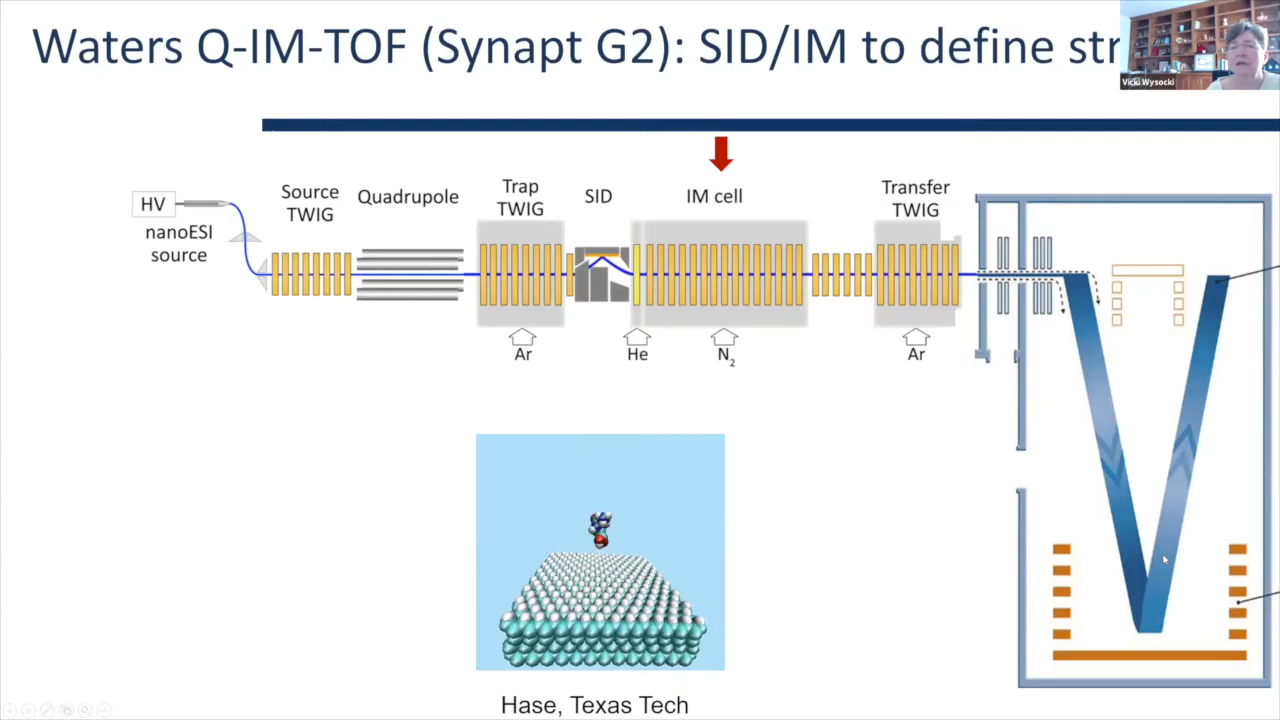 Waters Q-IM-TOF (Synapt G2): SID/IM to define str
Vicki Wysocki
HV
nanoESI
source
Source
TWIG
Quadrupole
Trap
TWIG
SID
IM cell
Transfer
TWIG
Ar
He
N2
Ar
Hase, Texas Tech